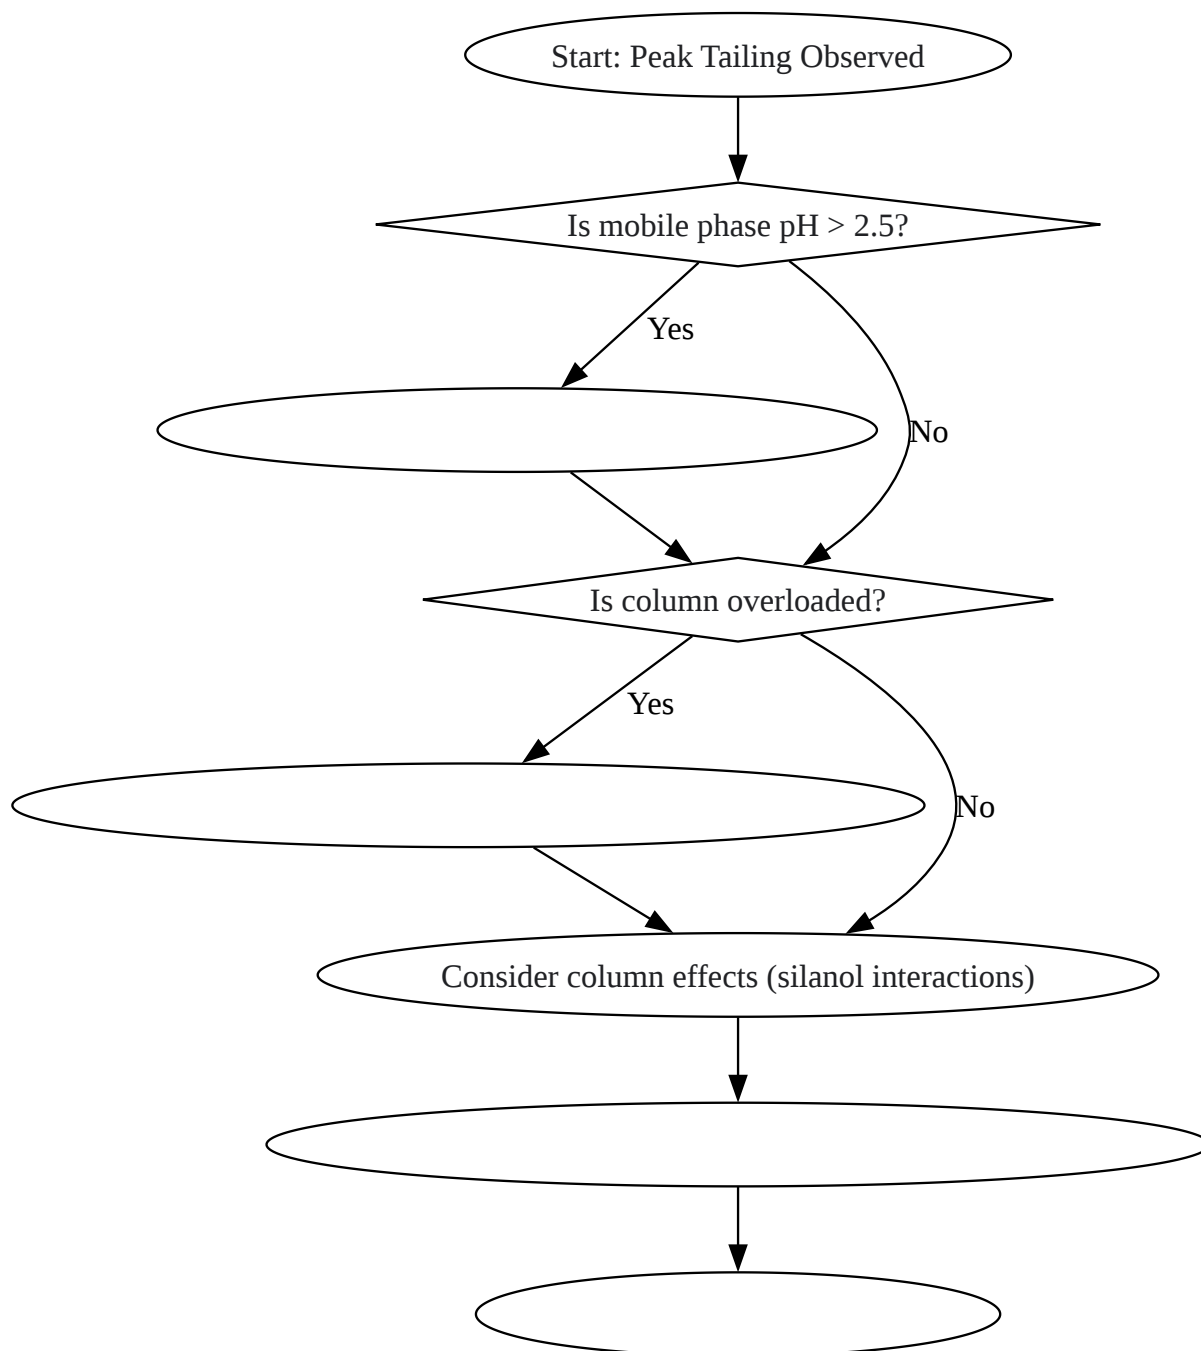 Start: Peak Tailing Observed
Is mobile phase pH > 2.5?
Yes
No
Is column overloaded?
Yes
No
Consider column effects (silanol interactions)